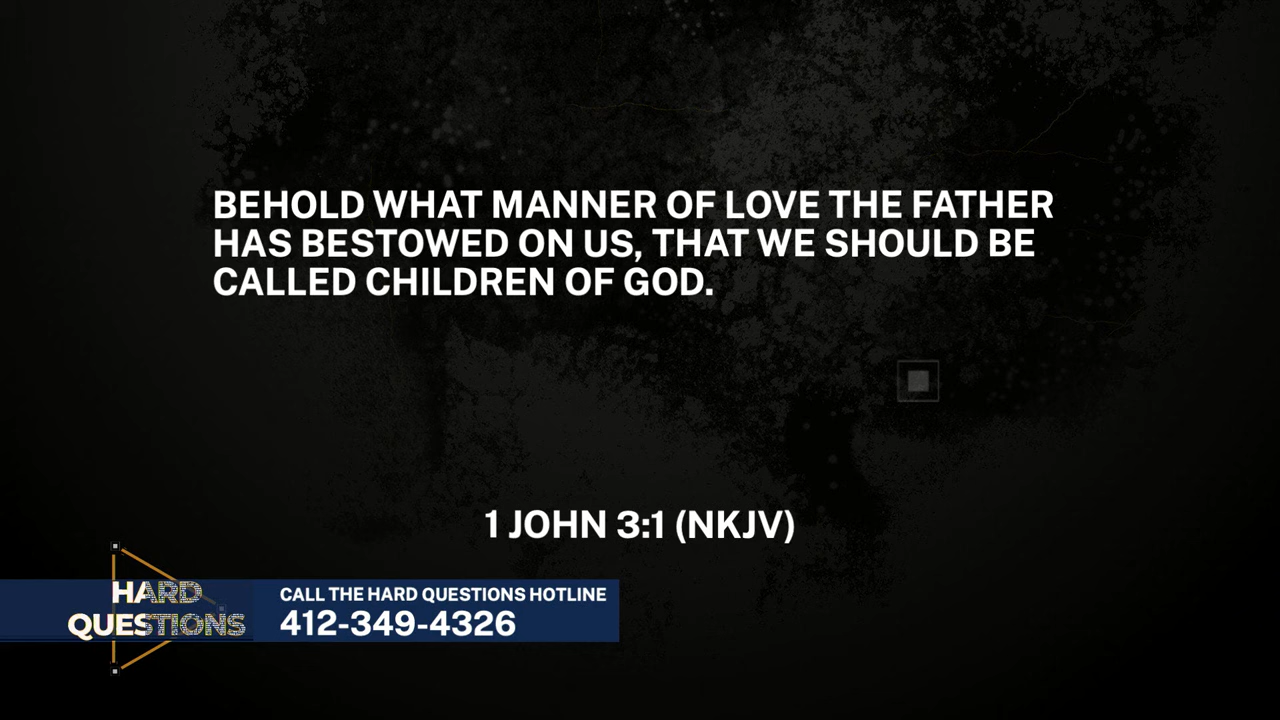 BEHOLD WHAT MANNER OF LOVE THE FATHER
HAS BESTOWED ON US, THAT WE SHOULD BE
CALLED CHILDREN OF GOD.
1 JOHN 3:1 (NKJV)
HARD
QUESTIONS
CALL THE HARD QUESTIONS HOTLINE
412-349-4326